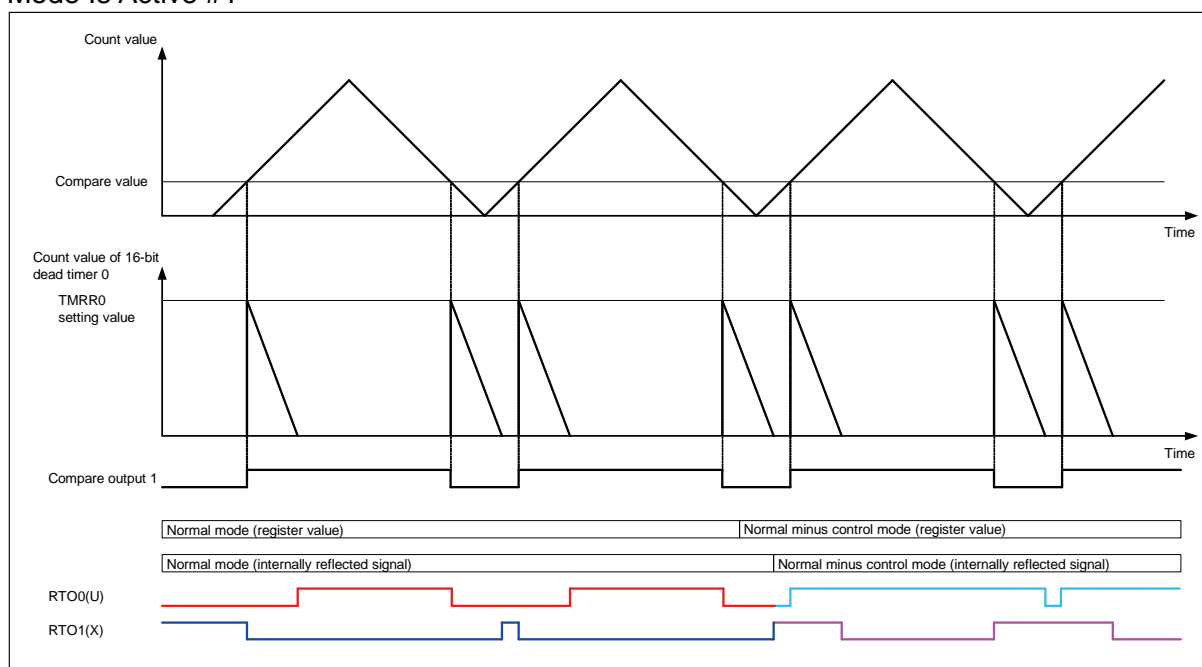 Mode Is Active #1
Count value
Compare value
Time
Count value of 16-bit
dead timer 0
TMRR0
setting value
Time
Compare output 1
Normal mode (register value)
Normal minus control mode (register value)
Normal mode (internally reflected signal)
Normal minus control mode (internally reflected signal)
RTO0(U)
RTO1(X)